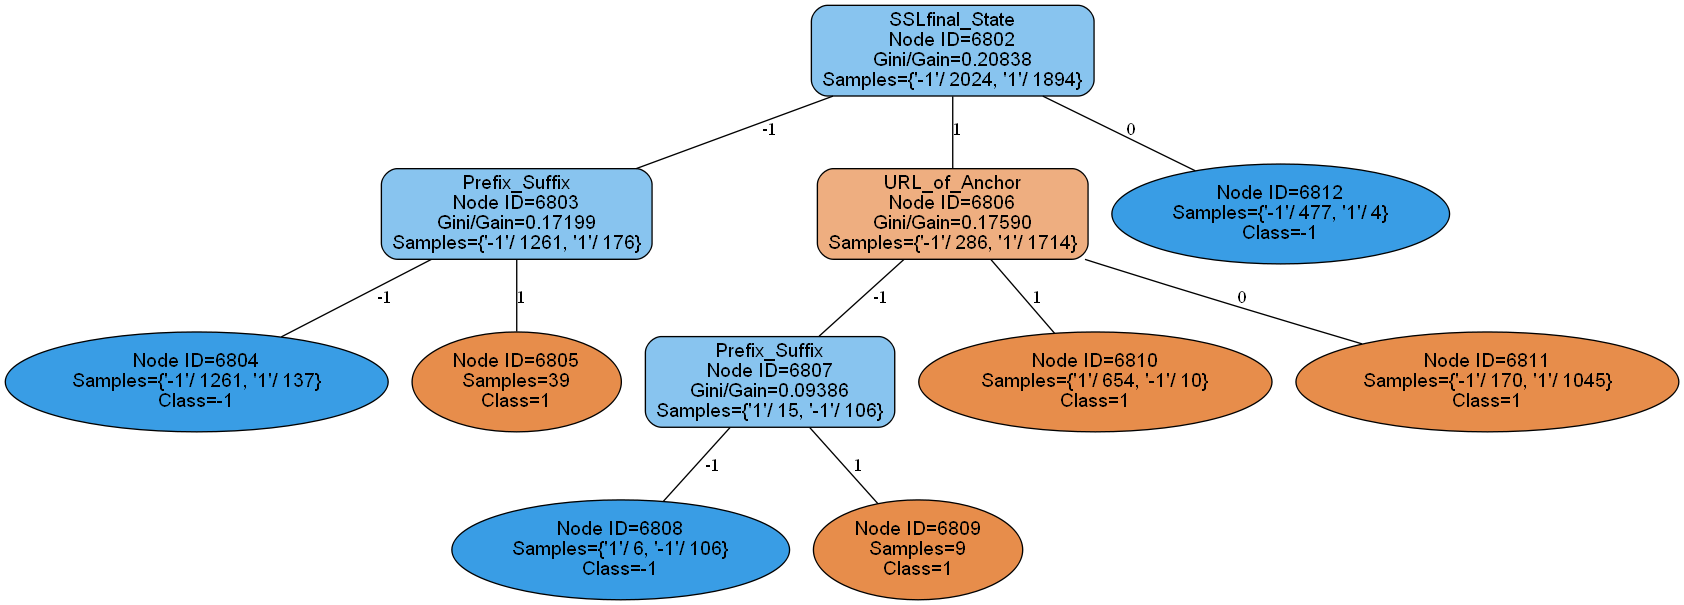 SSLfinal_State
Node ID=6802
Gini/Gain=0.20838
Samples={'-1'/ 2024, '1'/ 1894}
-1
1
0
Prefix_Suffix
Node ID=6803
Gini/Gain=0.17199
Samples={'-1'/ 1261, '1'/ 176}
URL_of_Anchor
Node ID=6806
Gini/Gain=0.17590
Samples={'-1'/ 286, '1'/ 1714}
Node ID=6812
Samples={'-1'/ 477, '1'/ 4}
Class=-1
-1
1
-1
1
0
Node ID=6804
Samples={'-1'/ 1261, '1'/ 137}
Class=-1
Node ID=6805
Samples=39
Class=1
Prefix_Suffix
Node ID=6807
Gini/Gain=0.09386
Samples={'1'/ 15, '-1'/ 106}
Node ID=6810
Samples={'1'/ 654, '-1'/ 10}
Class=1
Node ID=6811
Samples={'-1'/ 170, '1'/ 1045}
Class=1
-1
1
Node ID=6808
Samples={'1'/ 6, '-1'/ 106}
Class=-1
Node ID=6809
Samples=9
Class=1